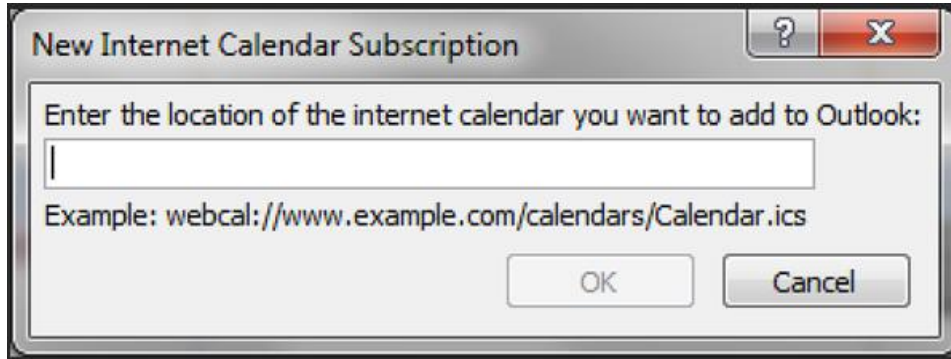 New Internet Calendar Subscription
? X
Enter the location of the internet calendar you want to add to Outlook:
Example: webcal://www.example.com/calendars/Calendar.ics
OK Cancel